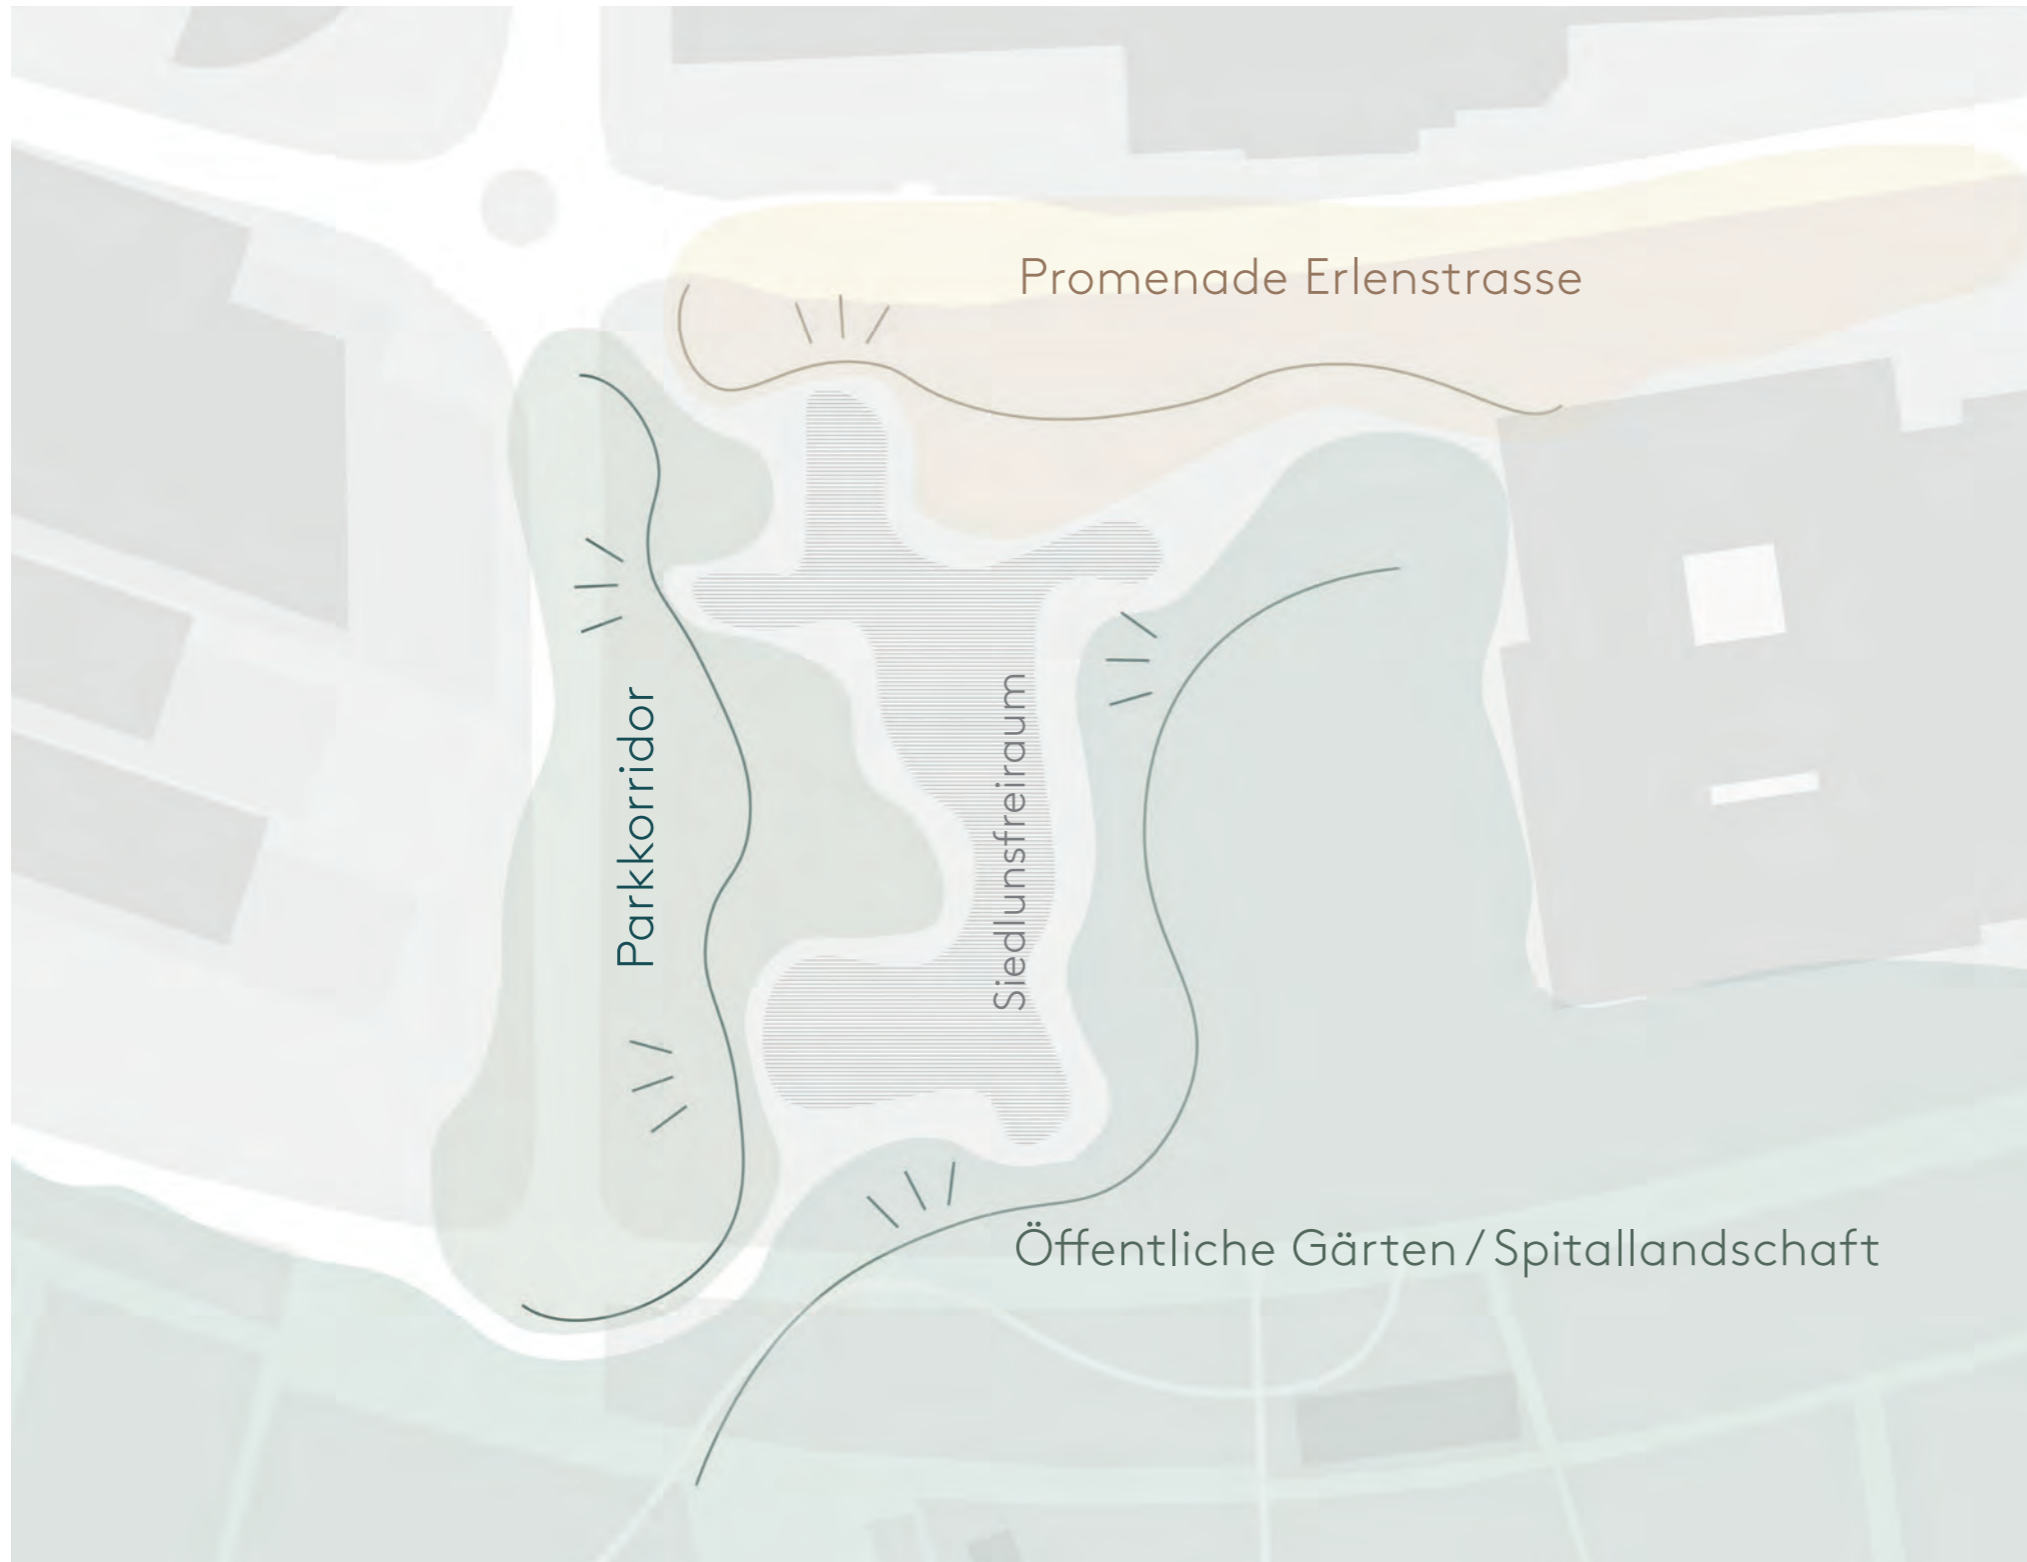 Promenade Erlenstrasse
Parkkorridor
Siedlunsfreiraum
Öffentliche Gärten / Spitallandschaft